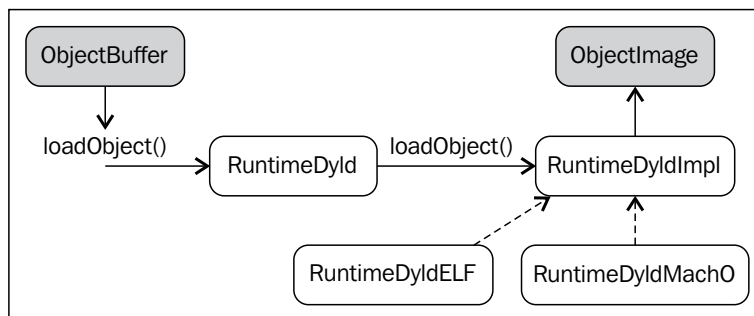 ObjectBuffer
ObjectImage
loadObject()
loadObject()
RuntimeDyld
RuntimeDyldImpl
RuntimeDyldELF
RuntimeDyldMachO